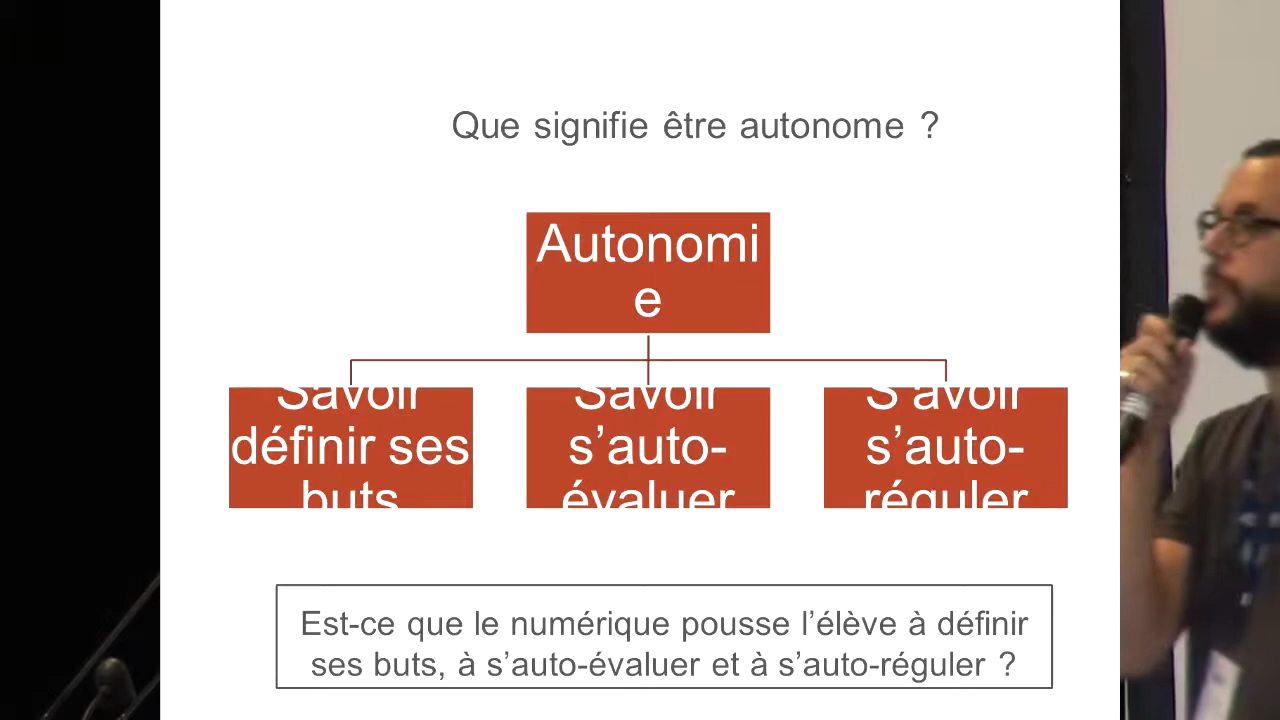 Que signifie être autonome ?
Autonomi
e
Savoir
définir ses
buts
Savoir
s’auto-
évaluer
S’avoir
s’auto-
réguler
Est-ce que le numérique pousse l’élève à définir
ses buts, à s’auto-évaluer et à s’auto-réguler ?